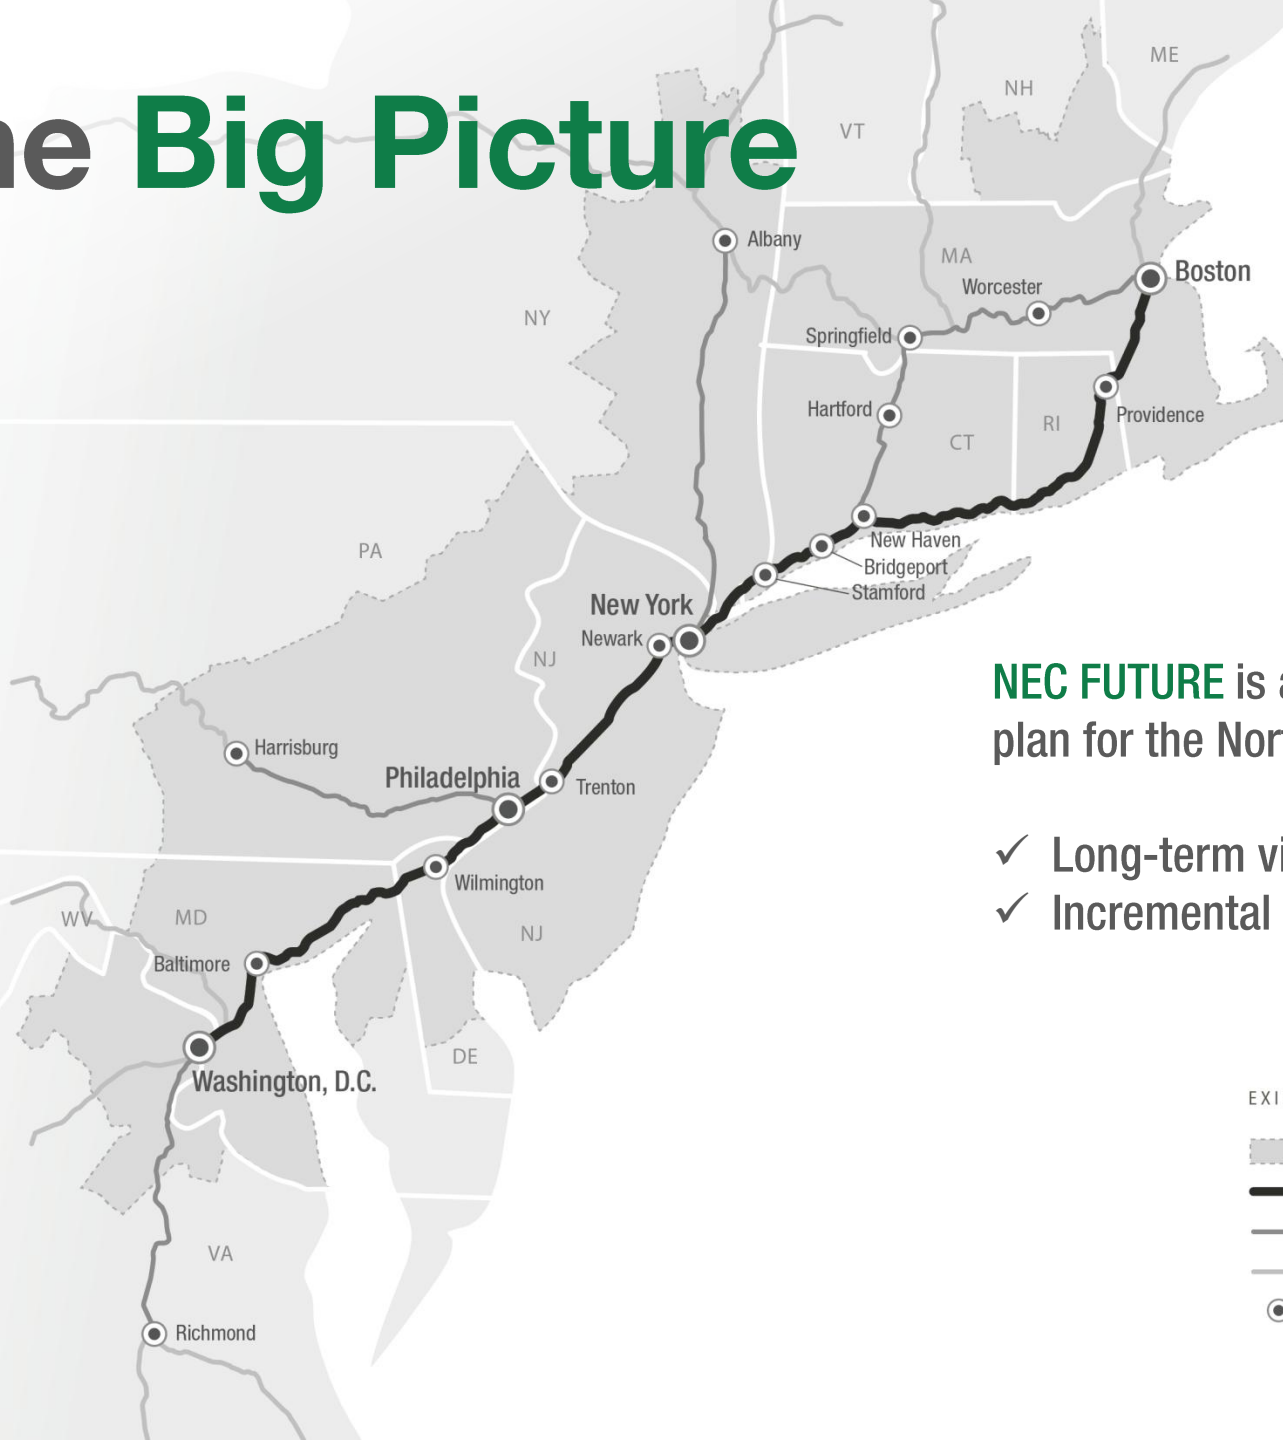 he Big Picture
ME
NH
VT
Albany
MA
Boston
Worcester
NY
Springfield
Hartford
Providence
RI
CT
New Haven
PA
Bridgeport
Stamford
New York
Newark
NJ
NEC FUTURE is a
plan for the Nor
Harrisburg
Philadelphia
Trenton
Long-term vi
Wilmington
Incremental
WV
MD
NJ
Baltimore
DE
Washington, D.C.
EXI
VA
Richmond